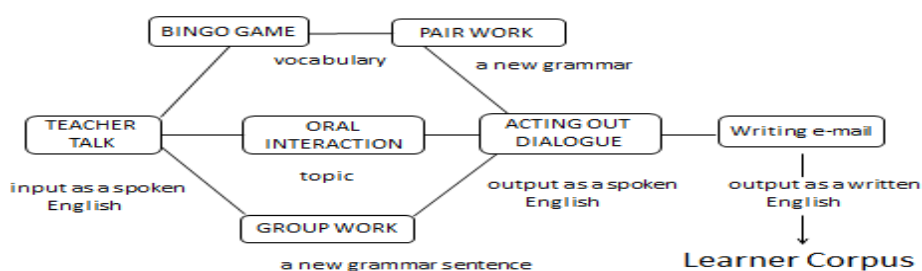 BINGO GAME
PAIR WORK
vocabulary
a new grammar
TEACHER
TALK
ORAL
INTERACTION
ACTING OUT
DIALOGUE
Writing e-mail
input as a spoken
English
topic
output as a spoken
English
output as a written
English
GROUP WORK
a new grammar sentence
Learner Corpus